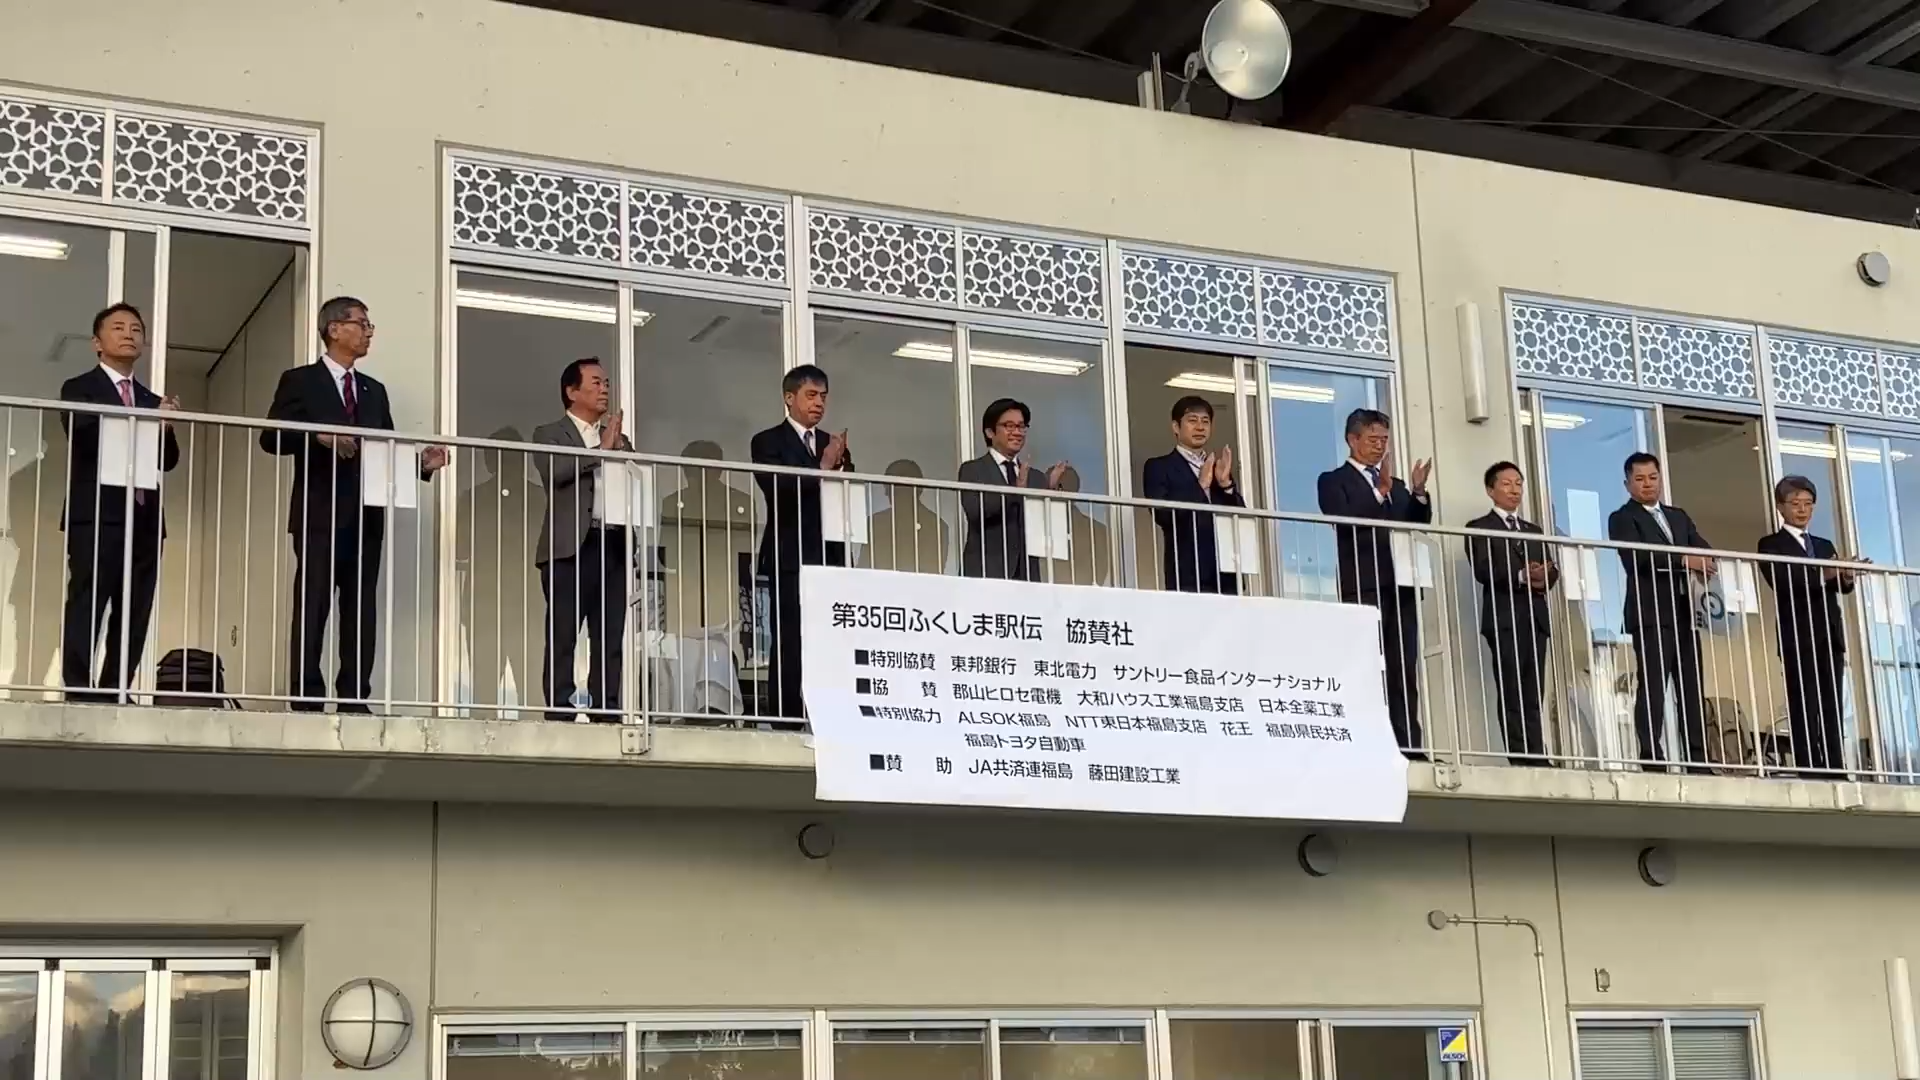 第35回ふくしま駅伝 協賛社
■特別協賛 東邦銀行 東北電力 サントリー食品インターナショナル
■協 賛 郡山ヒロセ電機 大和ハウス工業福島支店 日本全薬工業
■特別協力 ALSOK福島 NTT東日本福島支店 花王 福島県民共済
福島トヨタ自動車
■賛 助 JA共済連福島 藤田建設工業
ALSOK